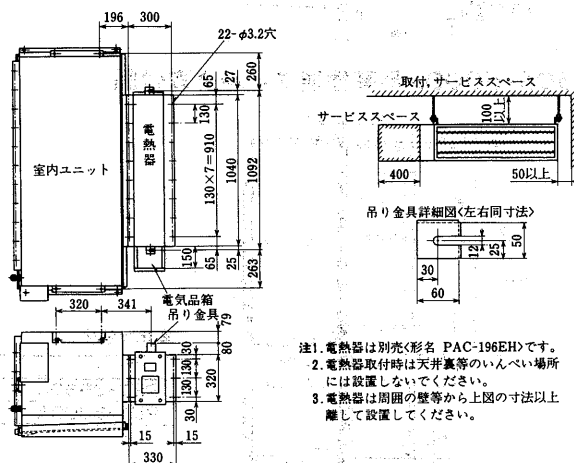 196
300
22-φ3.2穴
65
27
260
130
電熱器
室内ユニット
130×7=910
1040
1092
150
65
25
263
電気品箱
吊り金具
320
341
79
80
30
130
130
320
30
15
15
330
取付,サービススペース
サービススペース
100以上
400
50以上
吊り金具詳細図<左右同寸法>
12
25
50
30
60
注1.電熱器は別売<形名 PAC-196EH>です。
2.電熱器取付時は天井裏等のいんぺい場所
には設置しないでください。
3.電熱器は周囲の壁等から上図の寸法以上
離して設置してください。